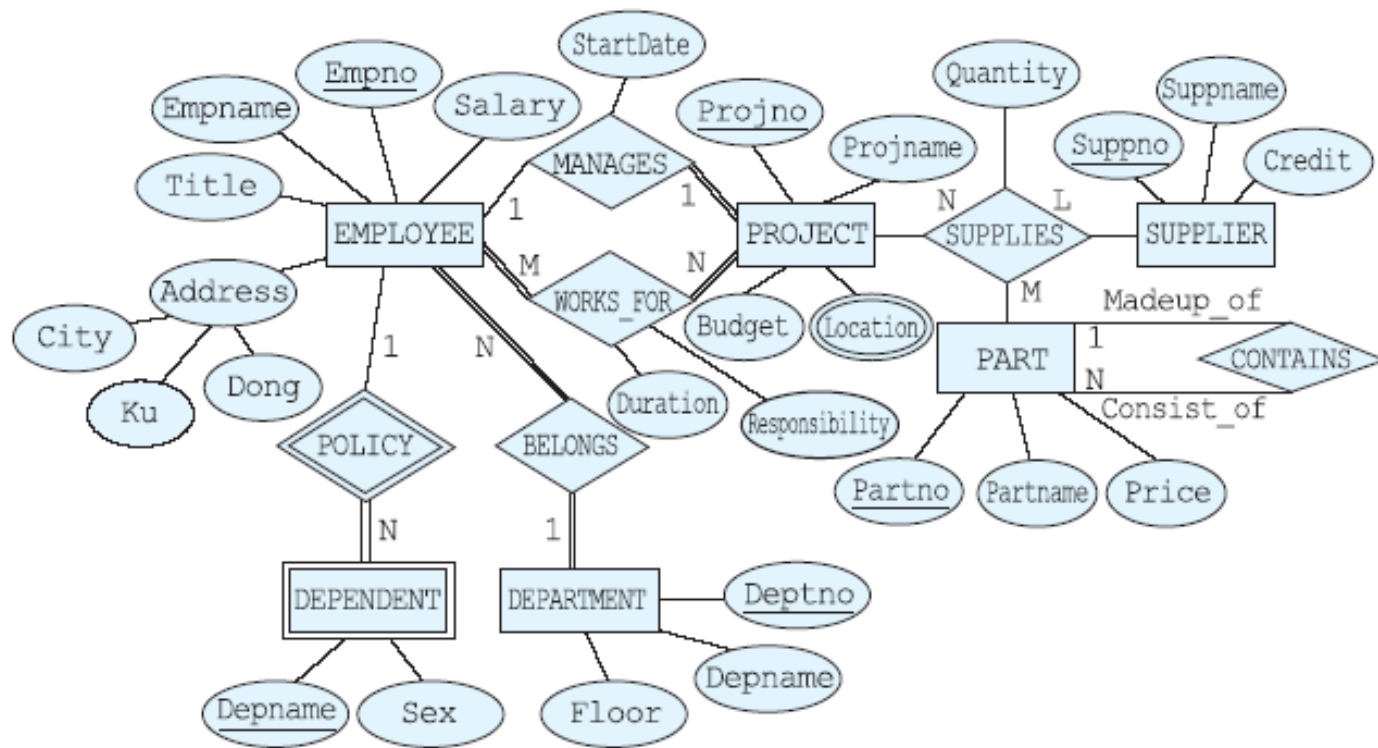 StartDate
Empno
Quantity
Suppname
Empname
Salary
Projno
Projname
Suppno
Credit
Title
MANAGES
1
1
N
L
EMPLOYEE
PROJECT
SUPPLIES
SUPPLIER
M
N
M
Address
WORKS_FOR
Madeup_of
City
Budget
Location
1
N
PART
1
CONTAINS
N
Ku
Dong
Duration
Consist_of
Responsibility
POLICY
BELONGS
Partno
Partname
Price
N
1
DEPENDENT
DEPARTMENT
Deptno
Depname
Depname
Sex
Floor